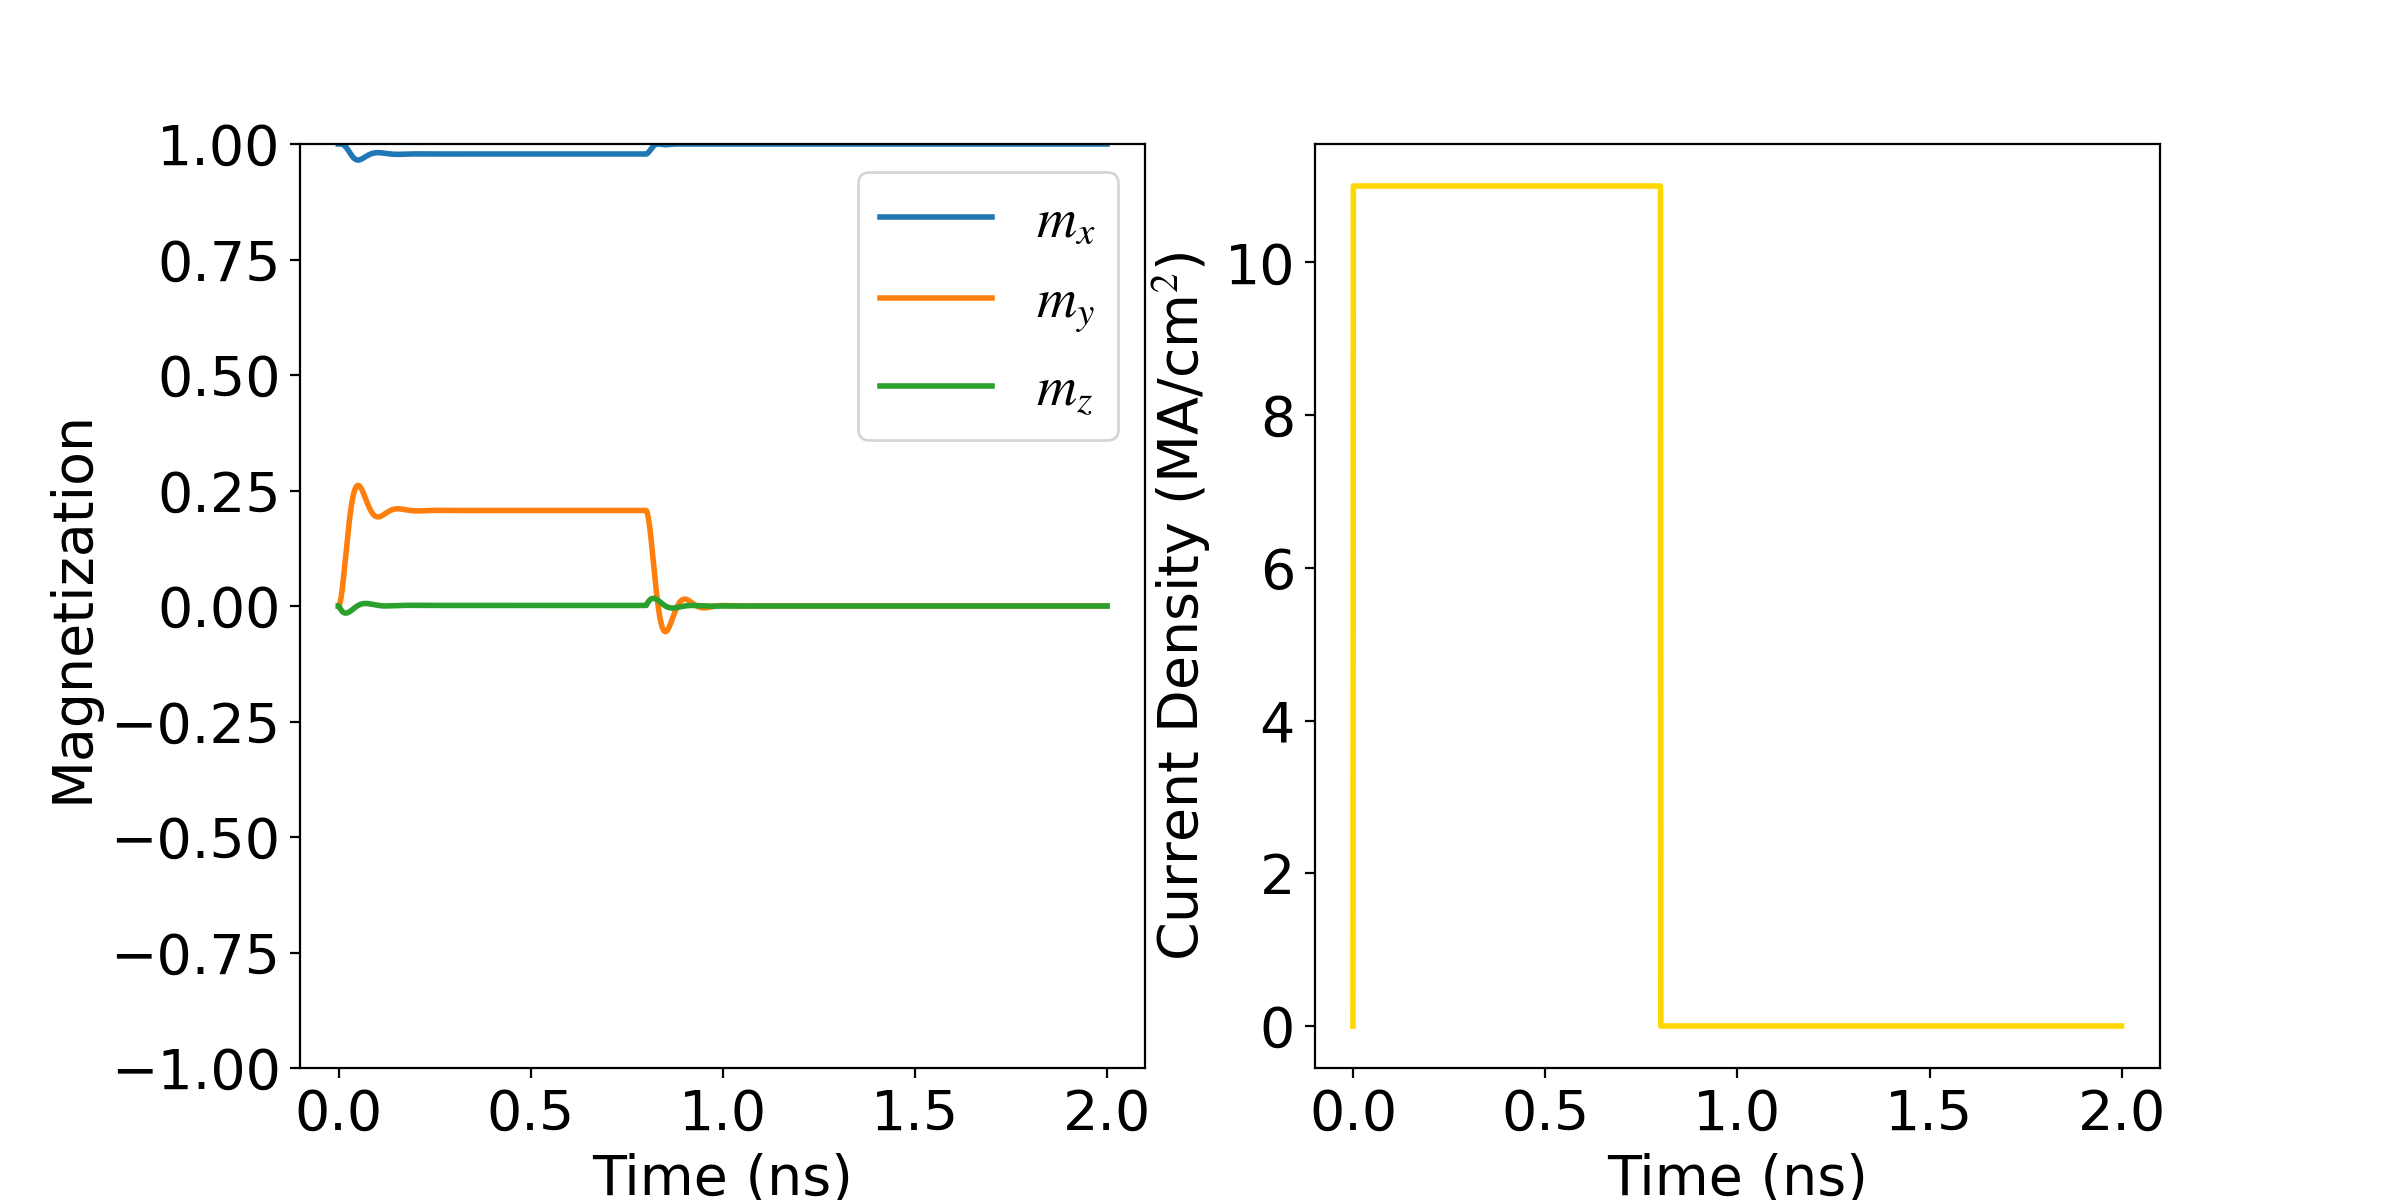 Magnetization
1.00
0.75
0.50
0.25
0.00
−0.25
−0.50
−0.75
−1.00
0.0 0.5 1.0 1.5 2.0
Time (ns)
m_x
m_y
m_z
Current Density (MA/cm²)
10
8
6
4
2
0
0.0 0.5 1.0 1.5 2.0
Time (ns)